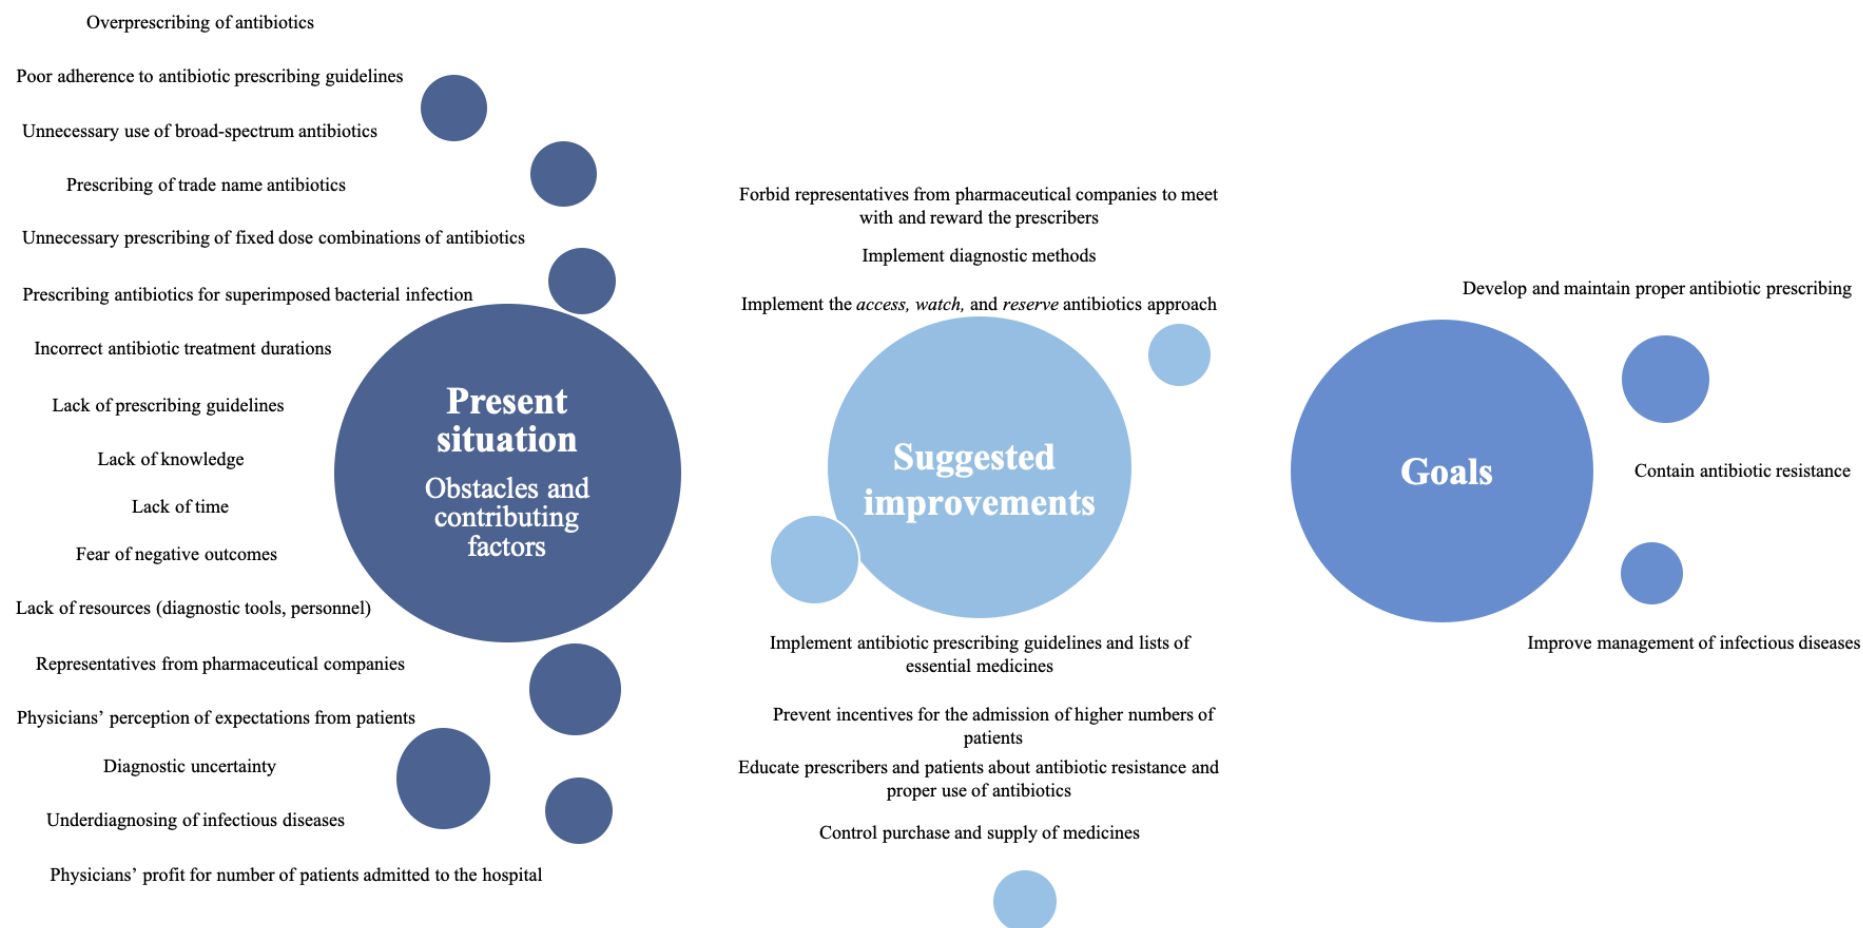 Overprescribing of antibiotics
Poor adherence to antibiotic prescribing guidelines
Unnecessary use of broad-spectrum antibiotics
Prescribing of trade name antibiotics
Unnecessary prescribing of fixed dose combinations of antibiotics
Prescribing antibiotics for superimposed bacterial infection
Incorrect antibiotic treatment durations
Lack of prescribing guidelines
Lack of knowledge
Lack of time
Fear of negative outcomes
Lack of resources (diagnostic tools, personnel)
Representatives from pharmaceutical companies
Physicians’ perception of expectations from patients
Diagnostic uncertainty
Underdiagnosing of infectious diseases
Physicians’ profit for number of patients admitted to the hospital
Present
situation
Obstacles and
contributing
factors
Forbid representatives from pharmaceutical companies to meet
with and reward the prescribers
Implement diagnostic methods
Implement the access, watch, and reserve antibiotics approach
Suggested
improvements
Implement antibiotic prescribing guidelines and lists of
essential medicines
Prevent incentives for the admission of higher numbers of
patients
Educate prescribers and patients about antibiotic resistance and
proper use of antibiotics
Control purchase and supply of medicines
Goals
Develop and maintain proper antibiotic prescribing
Contain antibiotic resistance
Improve management of infectious diseases